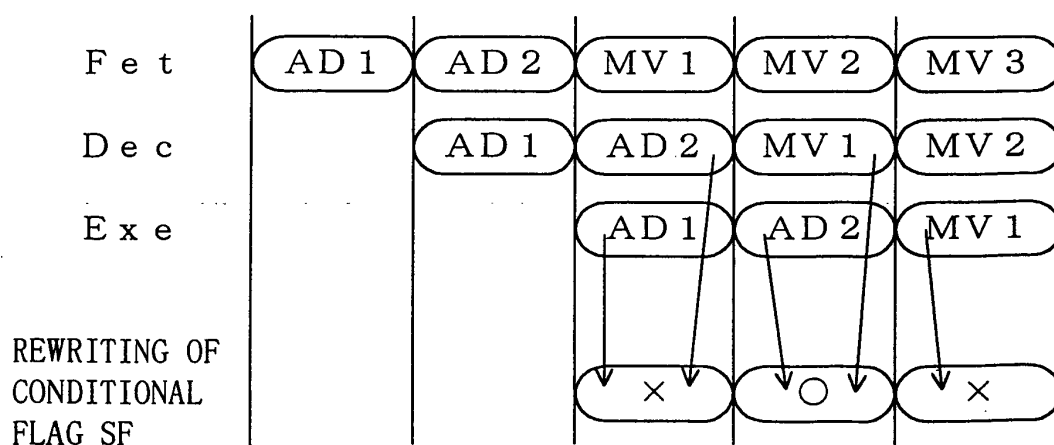 Fet AD1 AD2 MV1 MV2 MV3
Dec AD1 AD2 MV1 MV2
Exe AD1 AD2 MV1
REWRITING OF
CONDITIONAL × ○ ×
FLAG SF